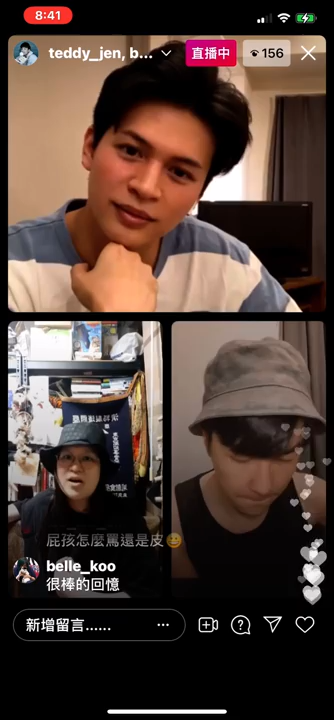 8:41
teddy_jen, b...
直播中
156
屁孩怎麼罵還是皮😆
belle_koo
很棒的回憶
新增留言......